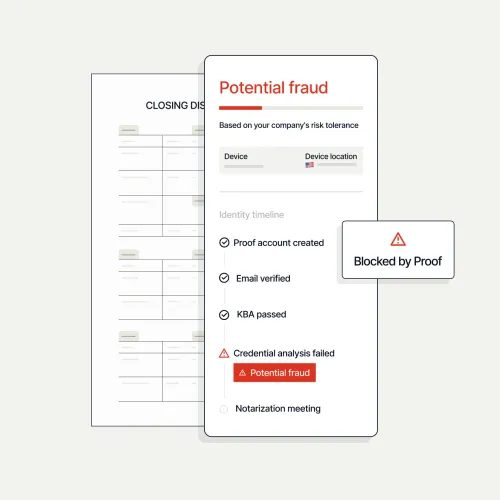 CLOSING DIS
Potential fraud
Based on your company's risk tolerance
Device
Device location
Identity timeline
Proof account created
Email verified
KBA passed
Credential analysis failed
Potential fraud
Notarization meeting
Blocked by Proof